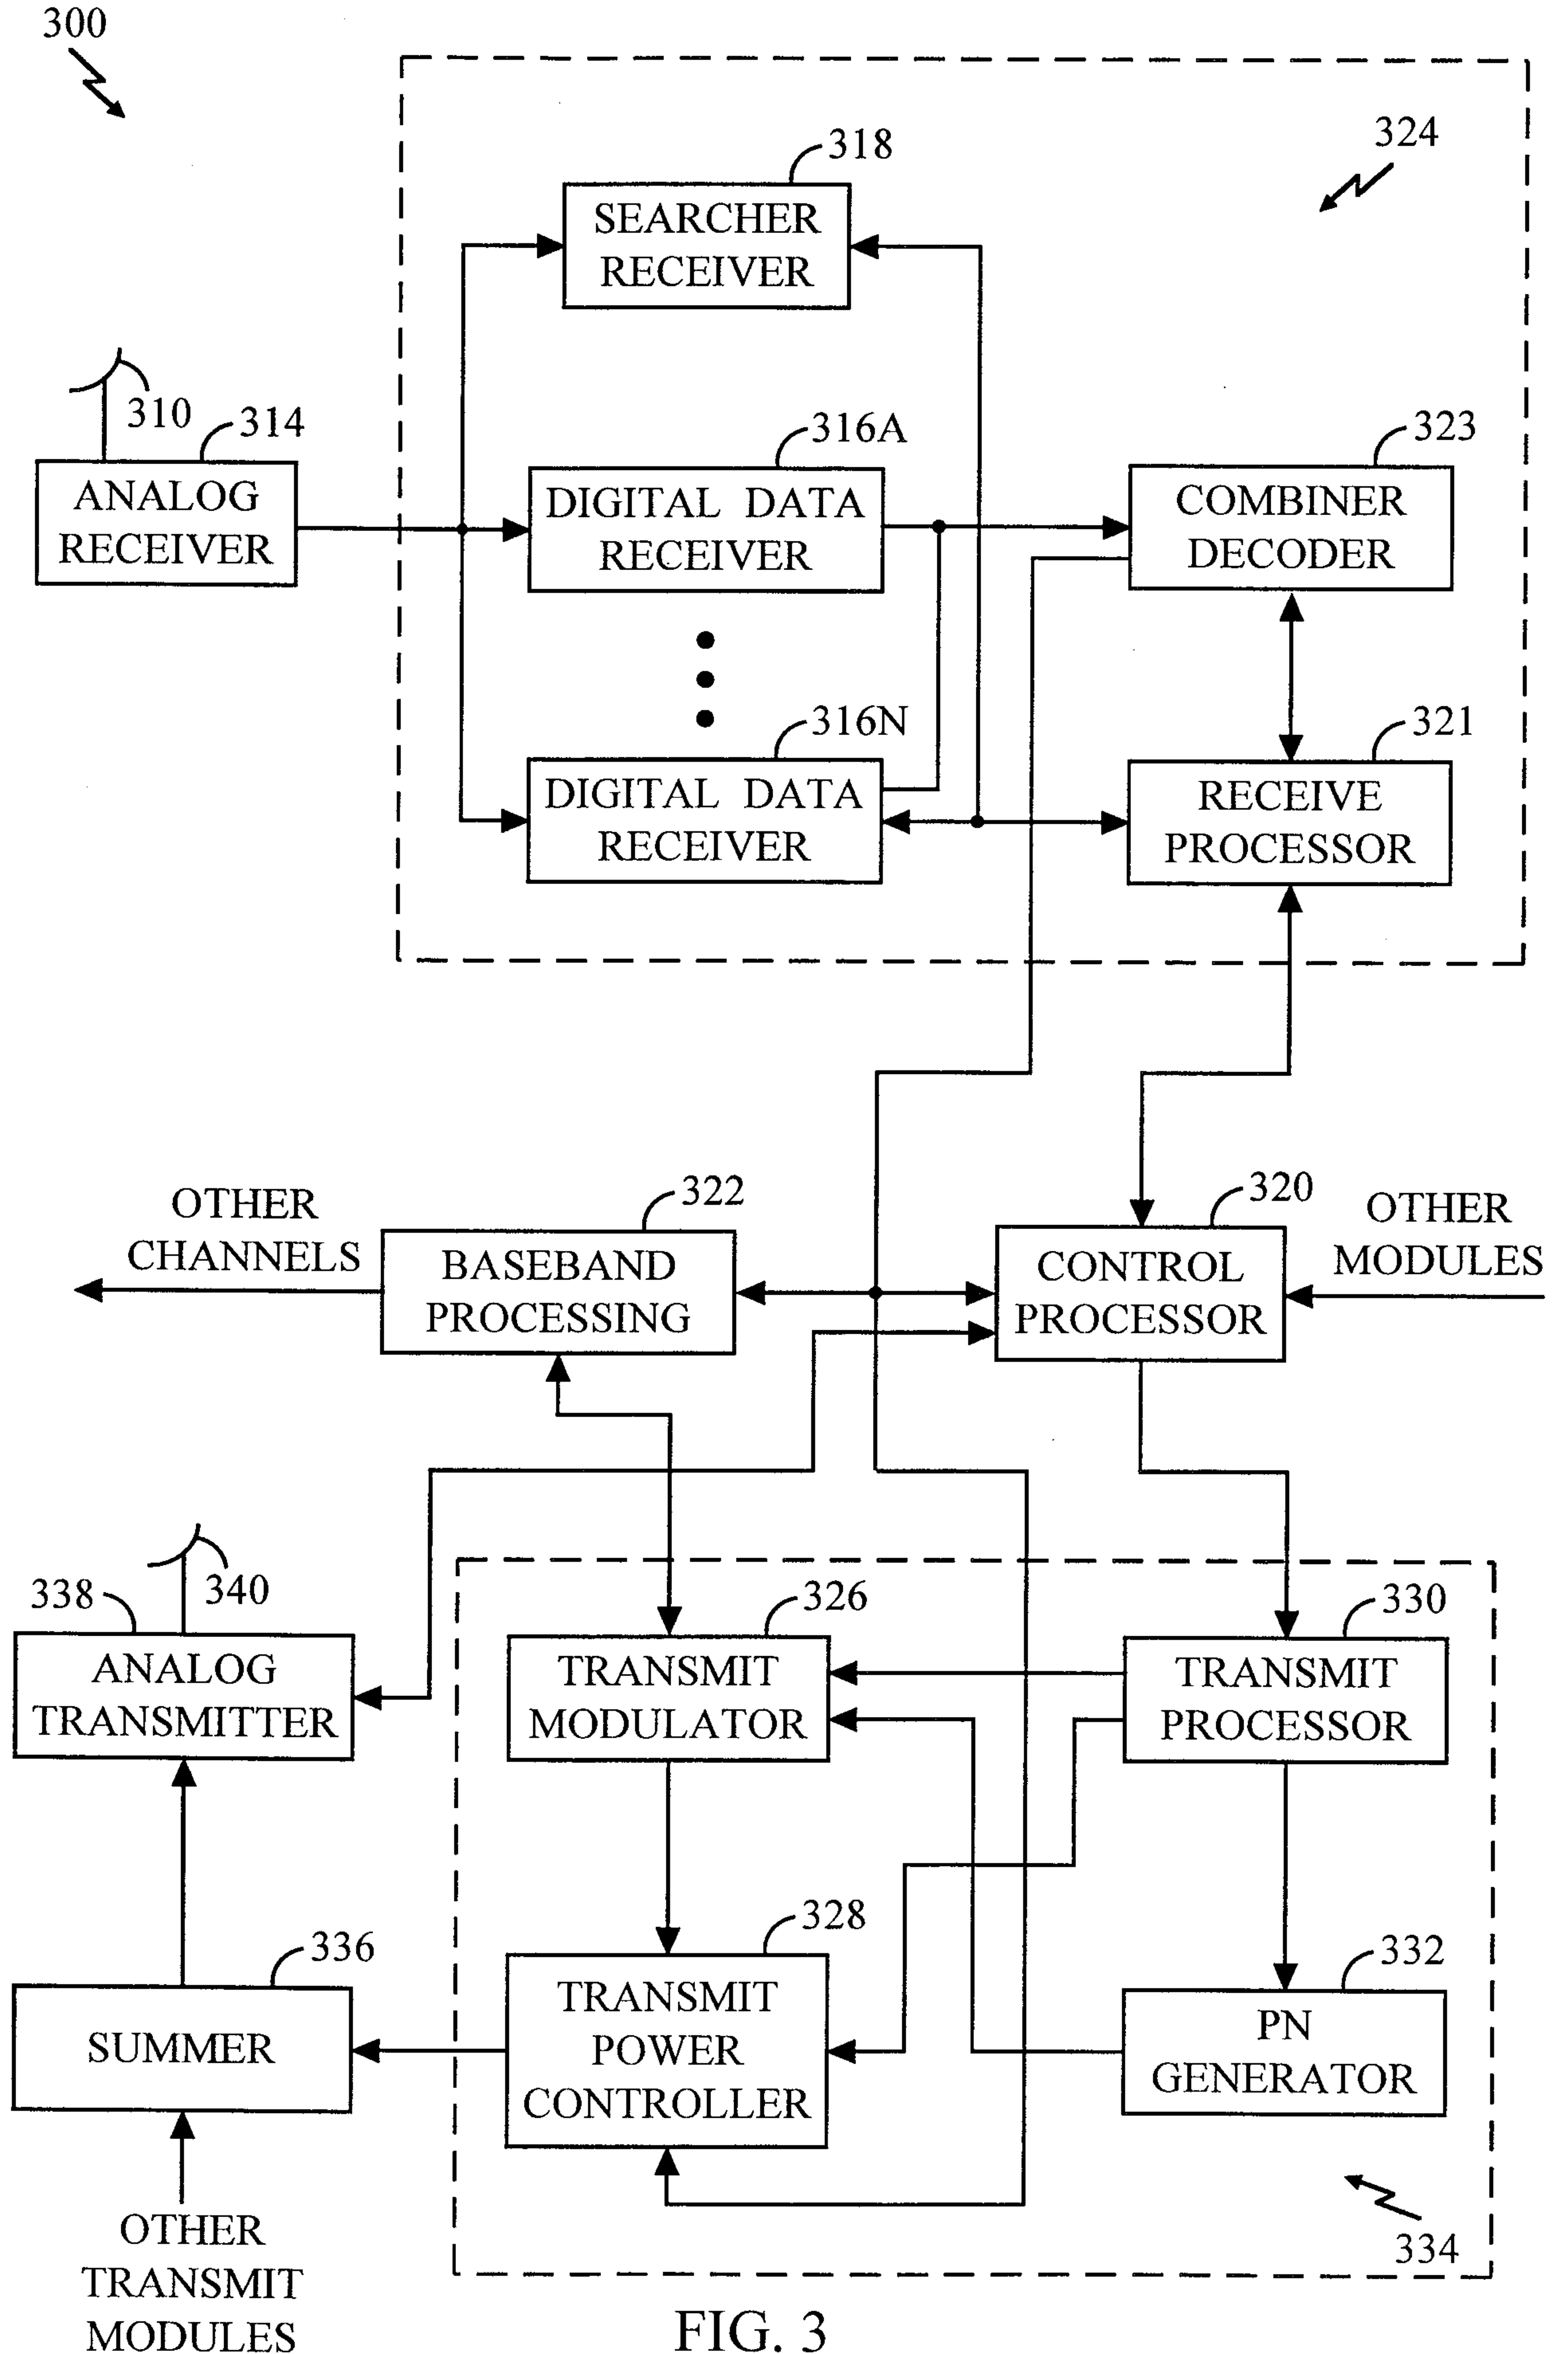 300
324
318
SEARCHER
RECEIVER
310
314
ANALOG
RECEIVER
316A
DIGITAL DATA
RECEIVER
323
COMBINER
DECODER
316N
DIGITAL DATA
RECEIVER
321
RECEIVE
PROCESSOR
OTHER
CHANNELS
322
BASEBAND
PROCESSING
320
CONTROL
PROCESSOR
OTHER
MODULES
340
338
ANALOG
TRANSMITTER
326
TRANSMIT
MODULATOR
330
TRANSMIT
PROCESSOR
336
SUMMER
328
TRANSMIT
POWER
CONTROLLER
332
PN
GENERATOR
334
OTHER
TRANSMIT
MODULES
FIG. 3